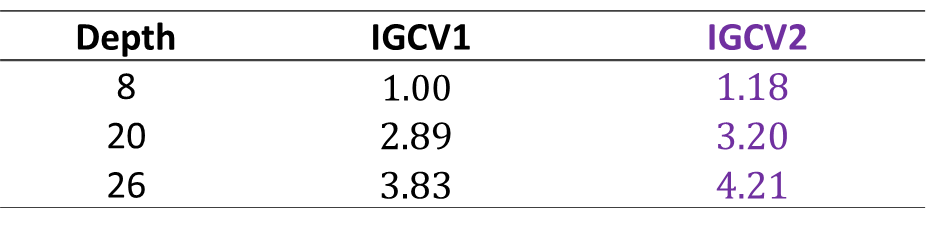 Depth IGCV1 IGCV2
8 1.00 1.18
20 2.89 3.20
26 3.83 4.21